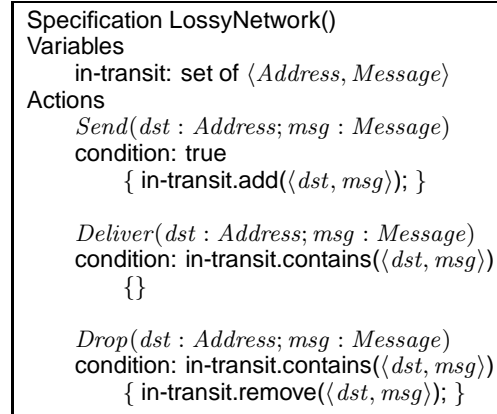 Specification LossyNetwork()
Variables
in-transit: set of ⟨Address, Message⟩
Actions
Send(dst : Address; msg : Message)
condition: true
{ in-transit.add(⟨dst, msg⟩); }
Deliver(dst : Address; msg : Message)
condition: in-transit.contains(⟨dst, msg⟩)
{}
Drop(dst : Address; msg : Message)
condition: in-transit.contains(⟨dst, msg⟩)
{ in-transit.remove(⟨dst, msg⟩); }